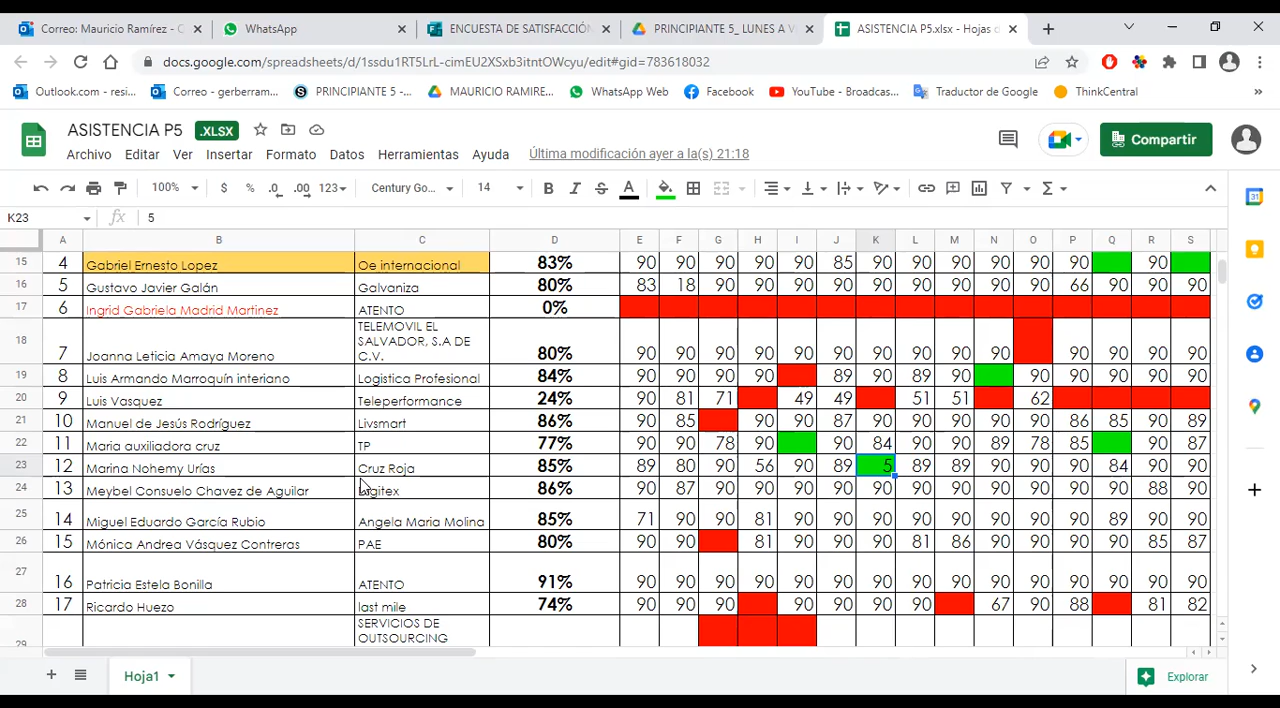 Correo: Mauricio Ramírez - C
WhatsApp
ENCUESTA DE SATISFACCIÓN
PRINCIPIANTE 5_ LUNES A V
ASISTENCIA P5.xlsx - Hojas d
docs.google.com/spreadsheets/d/1ssdu1RtSLrLcimEU2XSxb3itntOWcyu/edit#gid=783618032
Outlook.com - resi...
Correo - gerberram...
PRINCIPIANTE 5 -...
MAURICIO RAMIRE...
WhatsApp Web
Facebook
YouTube - Broadcas...
Traductor de Google
ThinkCentral
»
ASISTENCIA P5 .XLSX
Archivo Editar Ver Insertar Formato Datos Herramientas Ayuda Última modificación ayer a la(s) 21:18
Compartir
100% $ % .0 .00 123 Century Go... 14 B I S A Σ
K23 fx 5
A B C D E F G H I J K L M N O P Q R S
15 4 Gabriel Ernesto Lopez Oe internacional 83% 90 90 90 90 90 85 90 90 90 90 90 90 90
16 5 Gustavo Javier Galán Galvaniza 80% 83 18 90 90 90 90 90 90 90 90 90 66 90 90 90
17 6 Ingrid Gabriela Madrid Martinez ATENTO 0%
TELEMOVIL EL
SALVADOR, S.A DE
18 7 Joanna Leticia Amaya Moreno C.V. 80% 90 90 90 90 90 90 90 90 90 90 90 90 90 90
19 8 Luis Armando Marroquín interiano Logistica Profesional 84% 90 90 90 90 89 90 89 90 90 90 90 90 90
20 9 Luis Vasquez Teleperformance 24% 90 81 71 49 49 51 51 62
21 10 Manuel de Jesús Rodríguez Livsmart 86% 90 85 90 90 87 90 90 90 90 90 86 85 90 89
22 11 Maria auxiliadora cruz TP 77% 90 90 78 90 90 84 90 90 89 78 85 90 87
23 12 Marina Nohemy Urías Cruz Roja 85% 89 80 90 56 90 89 5 89 89 90 90 90 84 90 90
24 13 Meybel Consuelo Chavez de Aguilar Logitex 86% 90 87 90 90 90 90 90 90 90 90 90 90 90 88 90
25 14 Miguel Eduardo García Rubio Angela Maria Molina 85% 71 90 90 81 90 90 90 90 90 90 90 90 89 90 90
26 15 Mónica Andrea Vásquez Contreras PAE 80% 90 90 81 90 90 90 81 86 90 90 90 90 85 87
27 16 Patricia Estela Bonilla ATENTO 91% 90 90 90 90 90 90 90 90 90 90 90 90 90 90 90
28 17 Ricardo Huezo last mile 74% 90 90 90 90 90 90 90 67 90 88 81 82
SERVICIOS DE
29 OUTSOURCING
Hoja1
Explorar